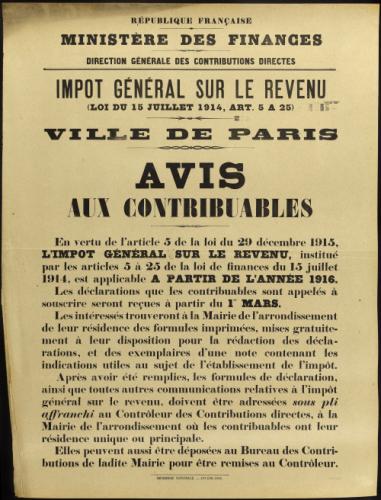 RÉPUBLIQUE FRANÇAISE
MINISTÈRE DES FINANCES
DIRECTION GÉNÉRALE DES CONTRIBUTIONS DIRECTES
IMPOT GÉNÉRAL SUR LE REVENU
(LOI DU 15 JUILLET 1914, ART. 5 A 25)
VILLE DE PARIS
AVIS
AUX CONTRIBUABLES
En vertu de l'article 5 de la loi du 29 décembre 1915,
L'IMPOT GÉNÉRAL SUR LE REVENU, institué
par les articles 5 à 25 de la loi de finances du 15 juillet
1914, est applicable A PARTIR DE L'ANNÉE 1916.
Les déclarations que les contribuables sont appelés à
souscrire seront reçues à partir du 1er MARS.
Les intéressés trouveront à la Mairie de l'arrondissement
de leur résidence des formules imprimées, mises gratuite-
ment à leur disposition pour la rédaction des décla-
rations, et des exemplaires d'une note contenant les
indications utiles au sujet de l'établissement de l'impôt.
Après avoir été remplies, les formules de déclaration,
ainsi que toutes autres communications relatives à l'impôt
général sur le revenu, doivent être adressées sous pli
affranchi au Contrôleur des Contributions directes, à la
Mairie de l'arrondissement où les contribuables ont leur
résidence unique ou principale.
Elles peuvent aussi être déposées au Bureau des Contri-
butions de ladite Mairie pour être remises au Contrôleur.
IMPRIMERIE NATIONALE.